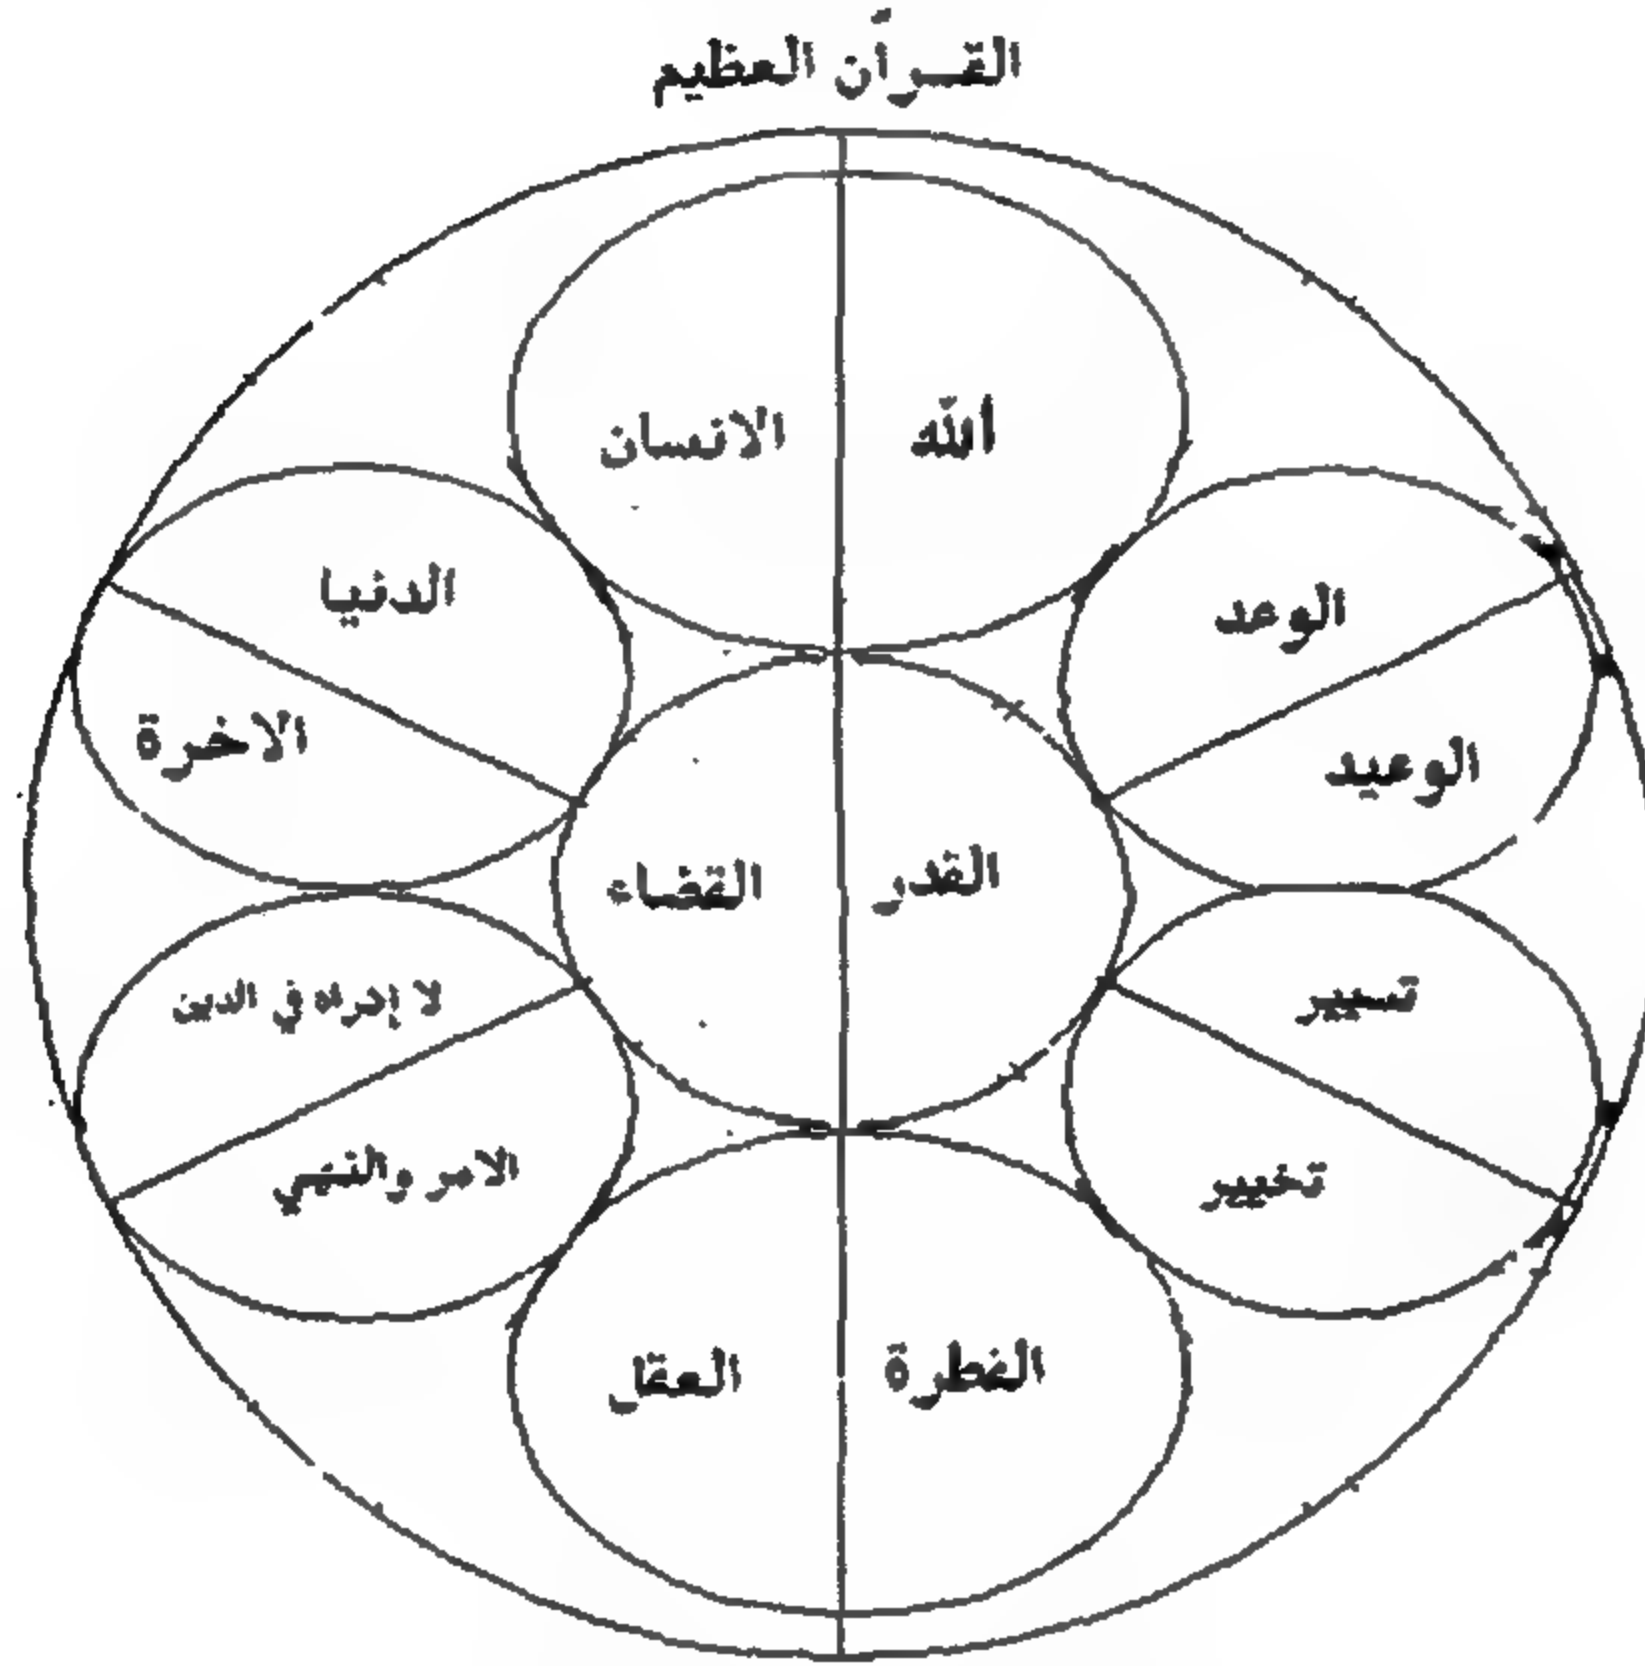 القرآن العظيم
ألله
الانسان
الوعد
الدنيا
الوعيد
الاخرة
القدر
القضاء
تسيير
لا إكراه في الدين
تخيير
الامر والنهي
الفطرة
العقل